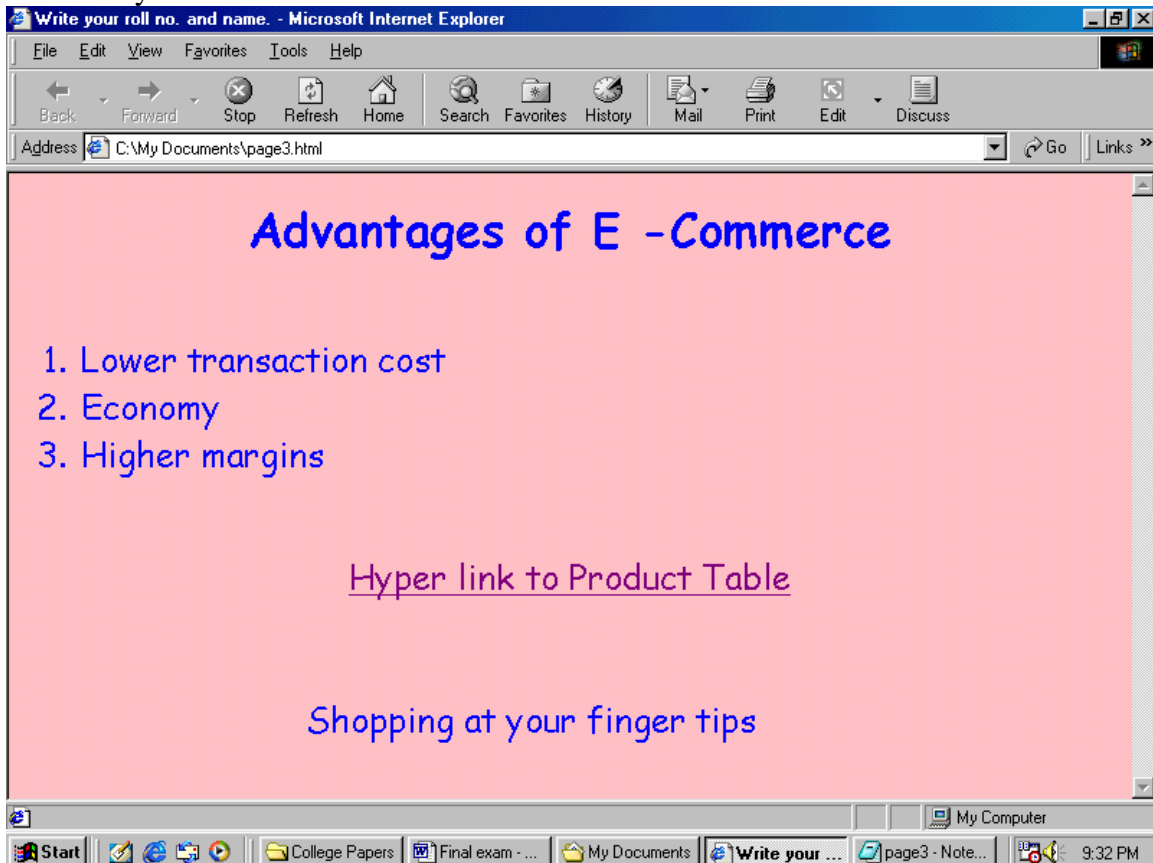 Write your roll no. and name. - Microsoft Internet Explorer
File Edit View Favorites Tools Help
Back Forward Stop Refresh Home Search Favorites History Mail Print Edit Discuss
Address C:\My Documents\page3.html Go Links »
Advantages of E -Commerce
1. Lower transaction cost
2. Economy
3. Higher margins
Hyper link to Product Table
Shopping at your finger tips
My Computer
Start College Papers Final exam - ... My Documents Write your ... page3 - Note... 9:32 PM